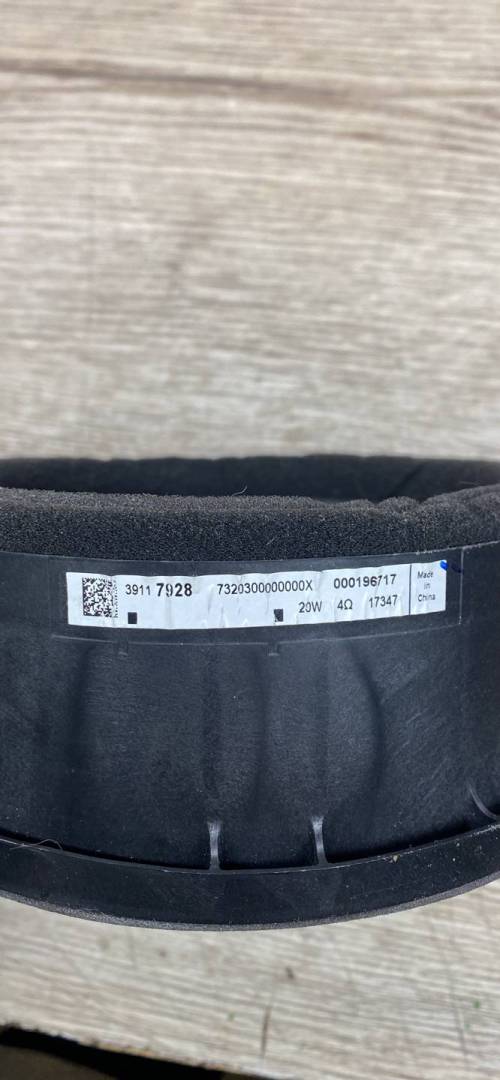 3911 7928 7320300000000X 000196717
20W 4Ω 17347
Made
in
China